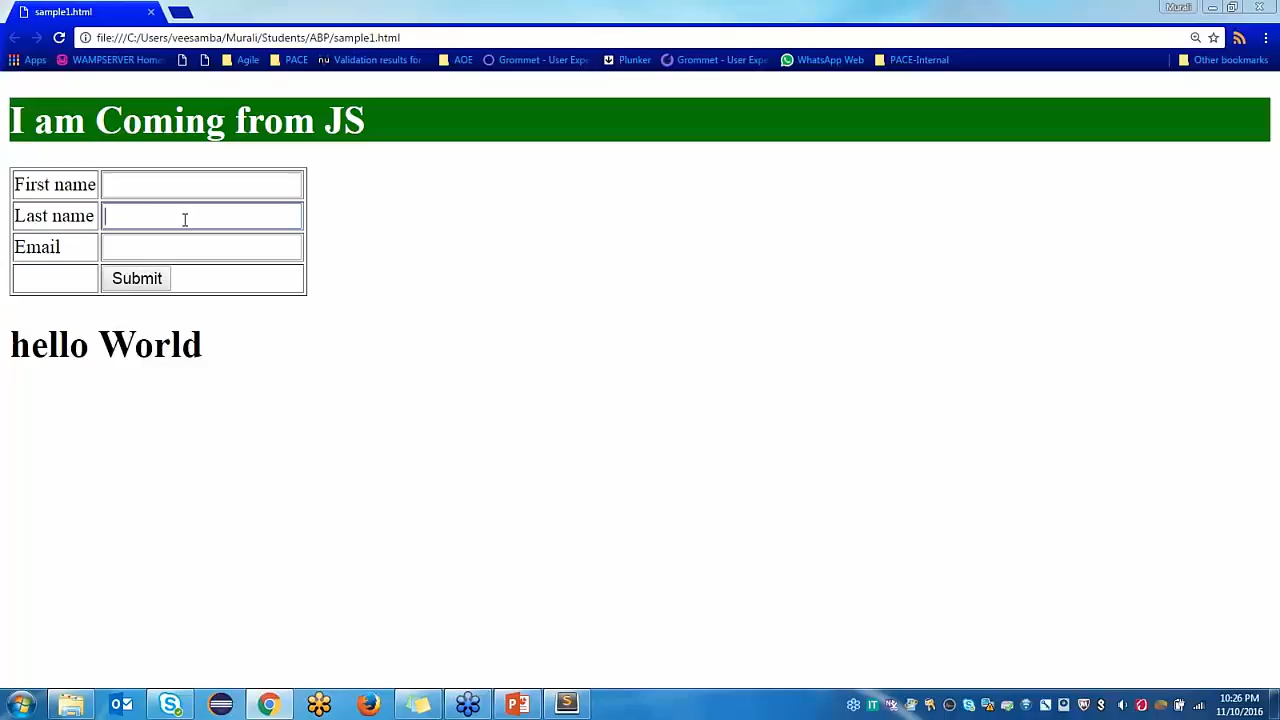 sample1.html
Murali
file:///C:/Users/veesamba/Murali/Students/ABP/sample1.html
Apps WAMPSERVER Home Agile PACE Validation results for AOE Grommet - User Expe Plunker Grommet - User Expe WhatsApp Web PACE-Internal Other bookmarks
I am Coming from JS
First name
Last name
Email
Submit
hello World
10:26 PM
11/10/2016